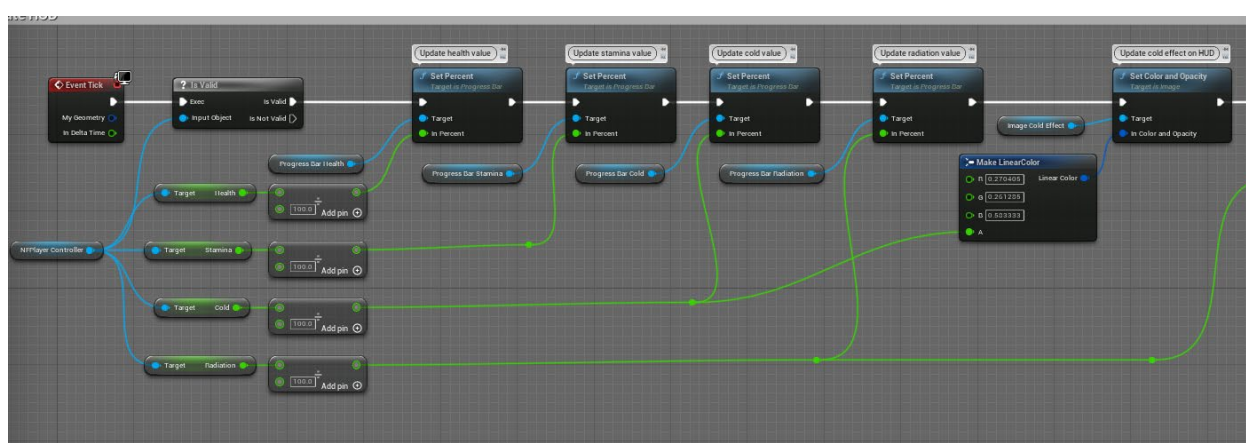 Update health value
Update stamina value
Update cold value
Update radiation value
Update cold effect on HUD
Event Tick
My Geometry
In Delta Time
? Is Valid
Exec
Is Valid
Input Object
Is Not Valid
f Set Percent
Target is Progress Bar
Target
In Percent
f Set Percent
Target is Progress Bar
Target
In Percent
f Set Percent
Target is Progress Bar
Target
In Percent
f Set Percent
Target is Progress Bar
Target
In Percent
f Set Color and Opacity
Target is Image
Target
In Color and Opacity
Image Cold Effect
Progress Bar Health
Progress Bar Stamina
Progress Bar Cold
Progress Bar Radiation
Make LinearColor
R 0.270405 Linear Color
G 0.251205
B 0.503333
A
Target Health
÷
100.0 Add pin
NYPlayer Controller
Target Stamina
÷
100.0 Add pin
Target Cold
÷
100.0 Add pin
Target Radiation
÷
100.0 Add pin